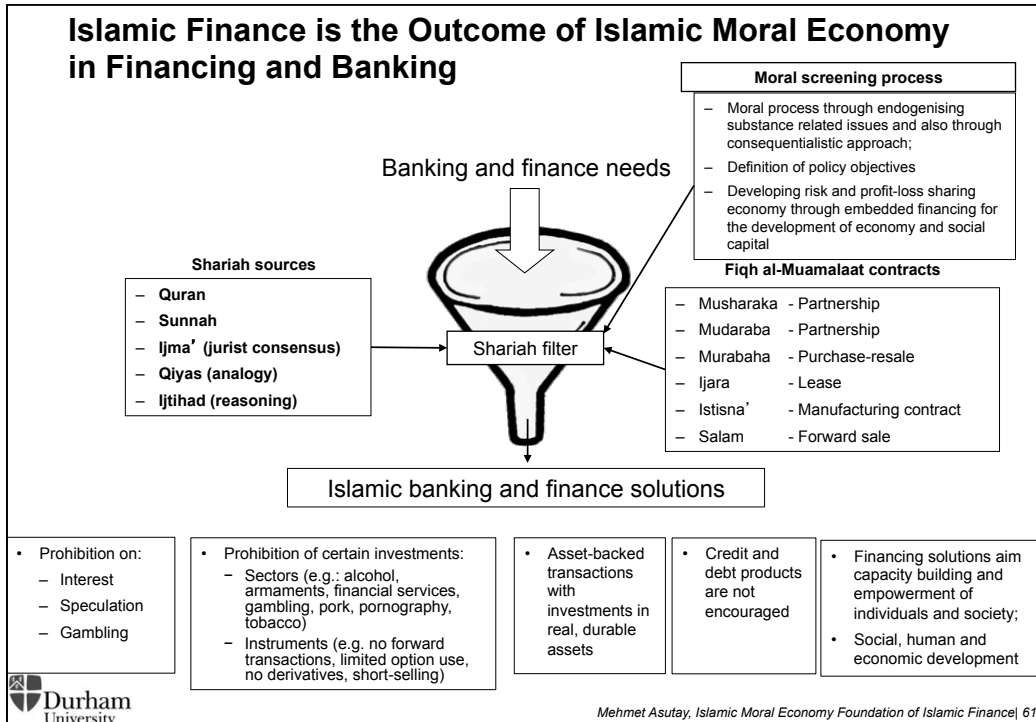 Islamic Finance is the Outcome of Islamic Moral Economy
in Financing and Banking
Moral screening process
– Moral process through endogenising
substance related issues and also through
consequentialistic approach;
– Definition of policy objectives
– Developing risk and profit-loss sharing
economy through embedded financing for
the development of economy and social
capital
Banking and finance needs
Shariah sources
– Quran
– Sunnah
– Ijma’ (jurist consensus)
– Qiyas (analogy)
– Ijtihad (reasoning)
Shariah filter
Fiqh al-Muamalaat contracts
– Musharaka - Partnership
– Mudaraba - Partnership
– Murabaha - Purchase-resale
– Ijara - Lease
– Istisna’ - Manufacturing contract
– Salam - Forward sale
Islamic banking and finance solutions
• Prohibition on:
– Interest
– Speculation
– Gambling
• Prohibition of certain investments:
– Sectors (e.g.: alcohol,
armaments, financial services,
gambling, pork, pornography,
tobacco)
– Instruments (e.g. no forward
transactions, limited option use,
no derivatives, short-selling)
• Asset-backed
transactions
with
investments in
real, durable
assets
• Credit and
debt products
are not
encouraged
• Financing solutions aim
capacity building and
empowerment of
individuals and society;
• Social, human and
economic development
Durham
University
Mehmet Asutay, Islamic Moral Economy Foundation of Islamic Finance| 61